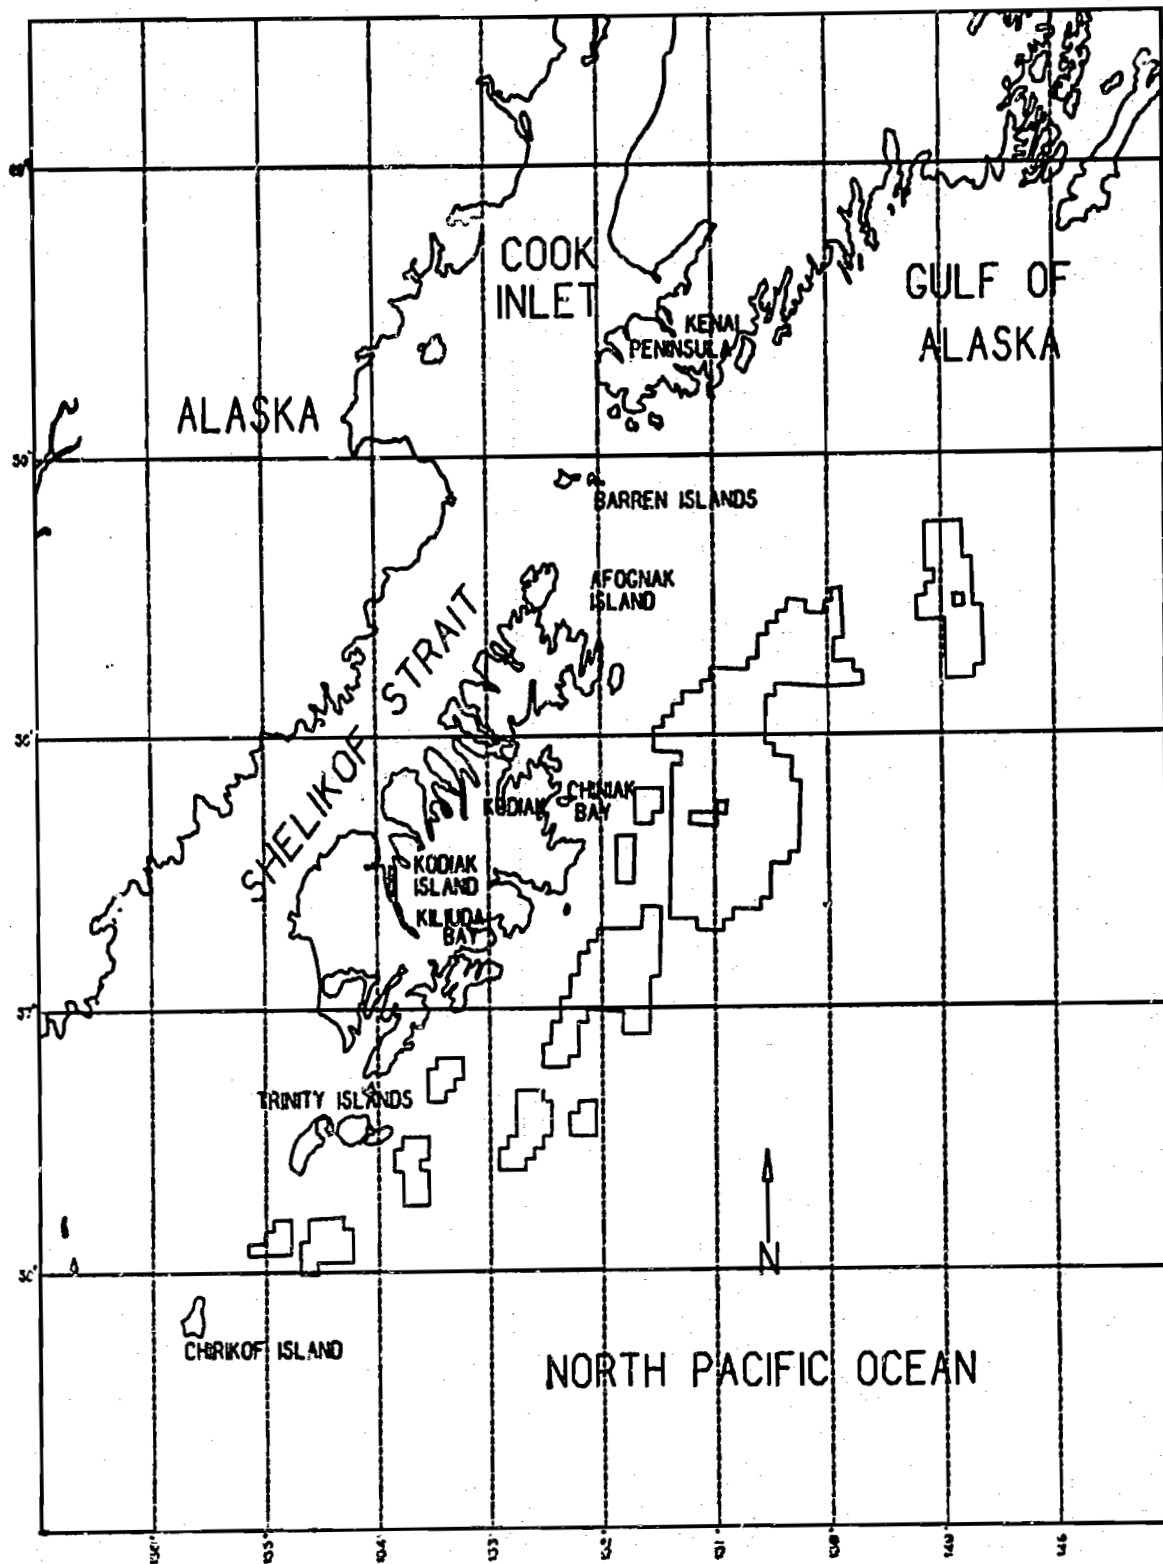 COOK
INLET
GULF OF
ALASKA
KENAI
PENINSULA
ALASKA
BARREN ISLANDS
AFOGNAK
ISLAND
SHELIKOF STRAIT
CHINIAK
BAY
KODIAK
KODIAK
ISLAND
KILIUDA
BAY
TRINITY ISLANDS
N
CHIRIKOF ISLAND
NORTH PACIFIC OCEAN